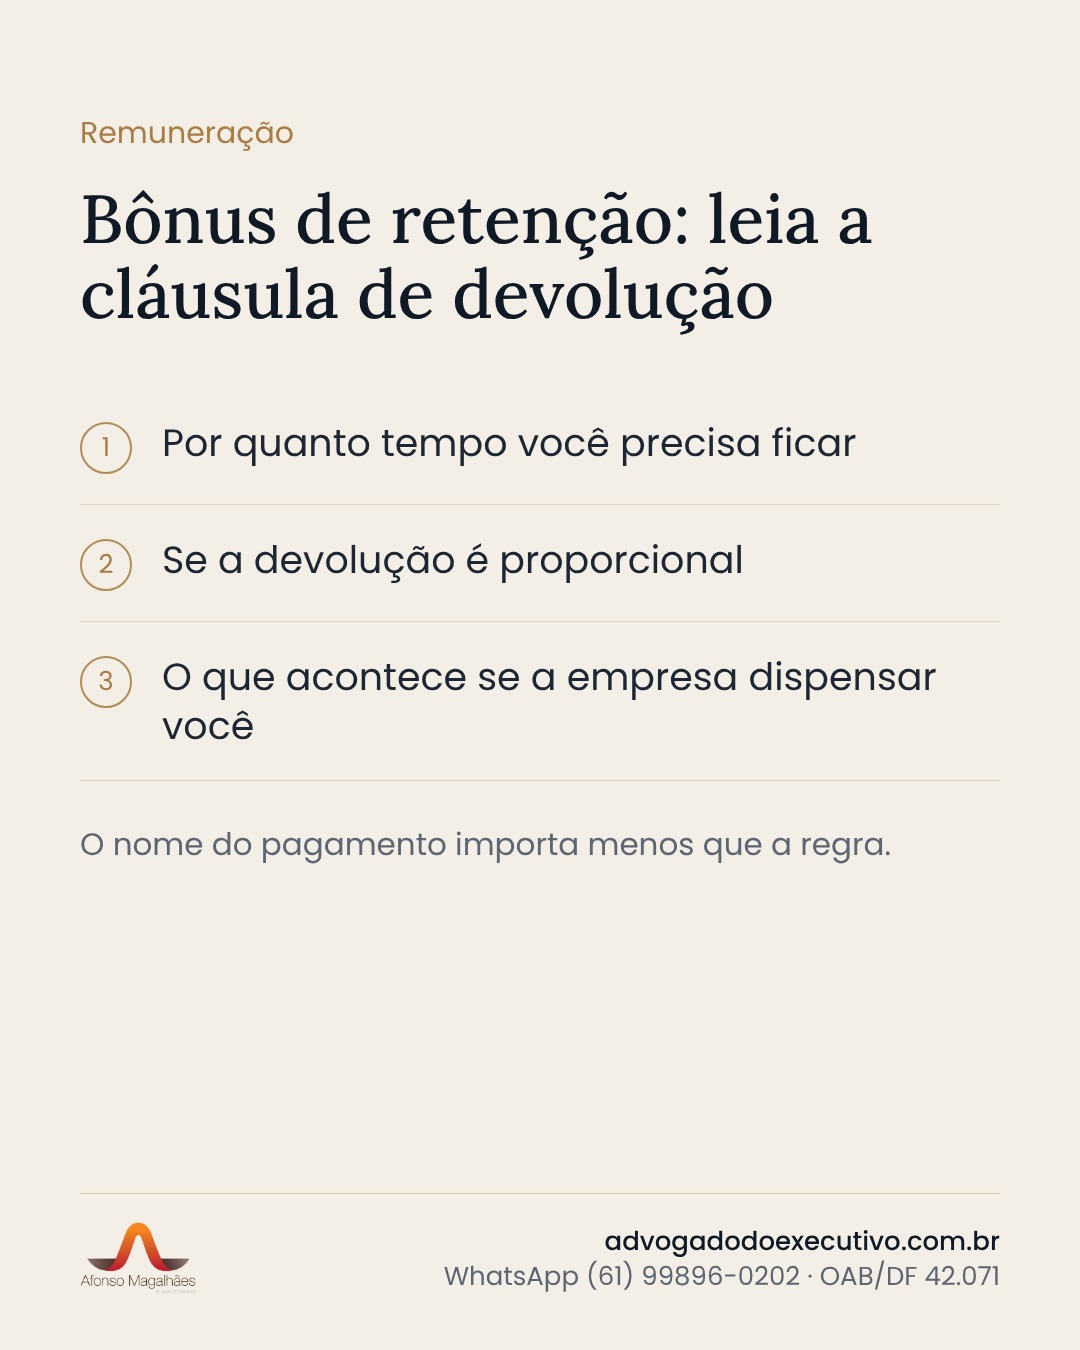 Remuneração
Bônus de retenção: leia a
cláusula de devolução
1 Por quanto tempo você precisa ficar
2 Se a devolução é proporcional
3 O que acontece se a empresa dispensar
você
O nome do pagamento importa menos que a regra.
Afonso Magalhães
advogadodoexecutivo.com.br
WhatsApp (61) 99896-0202 · OAB/DF 42.071